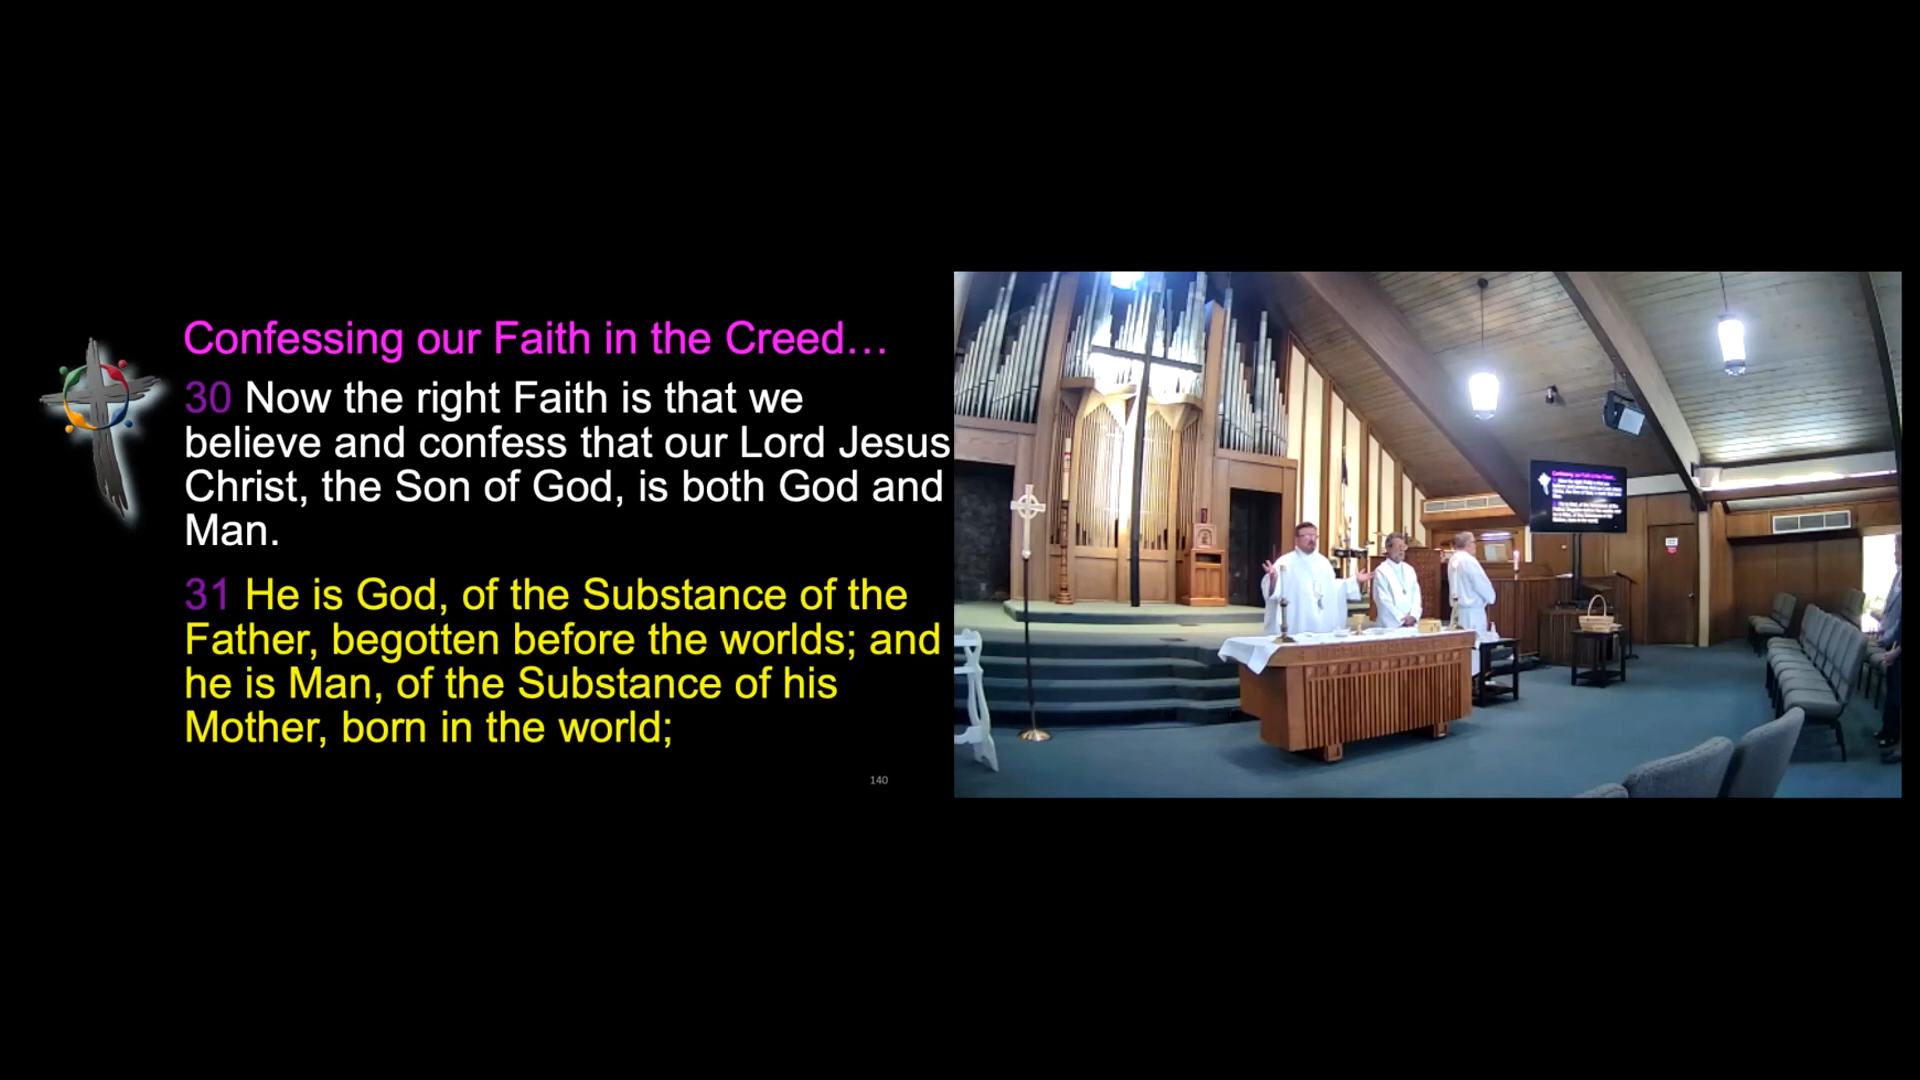 Confessing our Faith in the Creed…
30 Now the right Faith is that we
believe and confess that our Lord Jesus
Christ, the Son of God, is both God and
Man.
31 He is God, of the Substance of the
Father, begotten before the worlds; and
he is Man, of the Substance of his
Mother, born in the world;
140